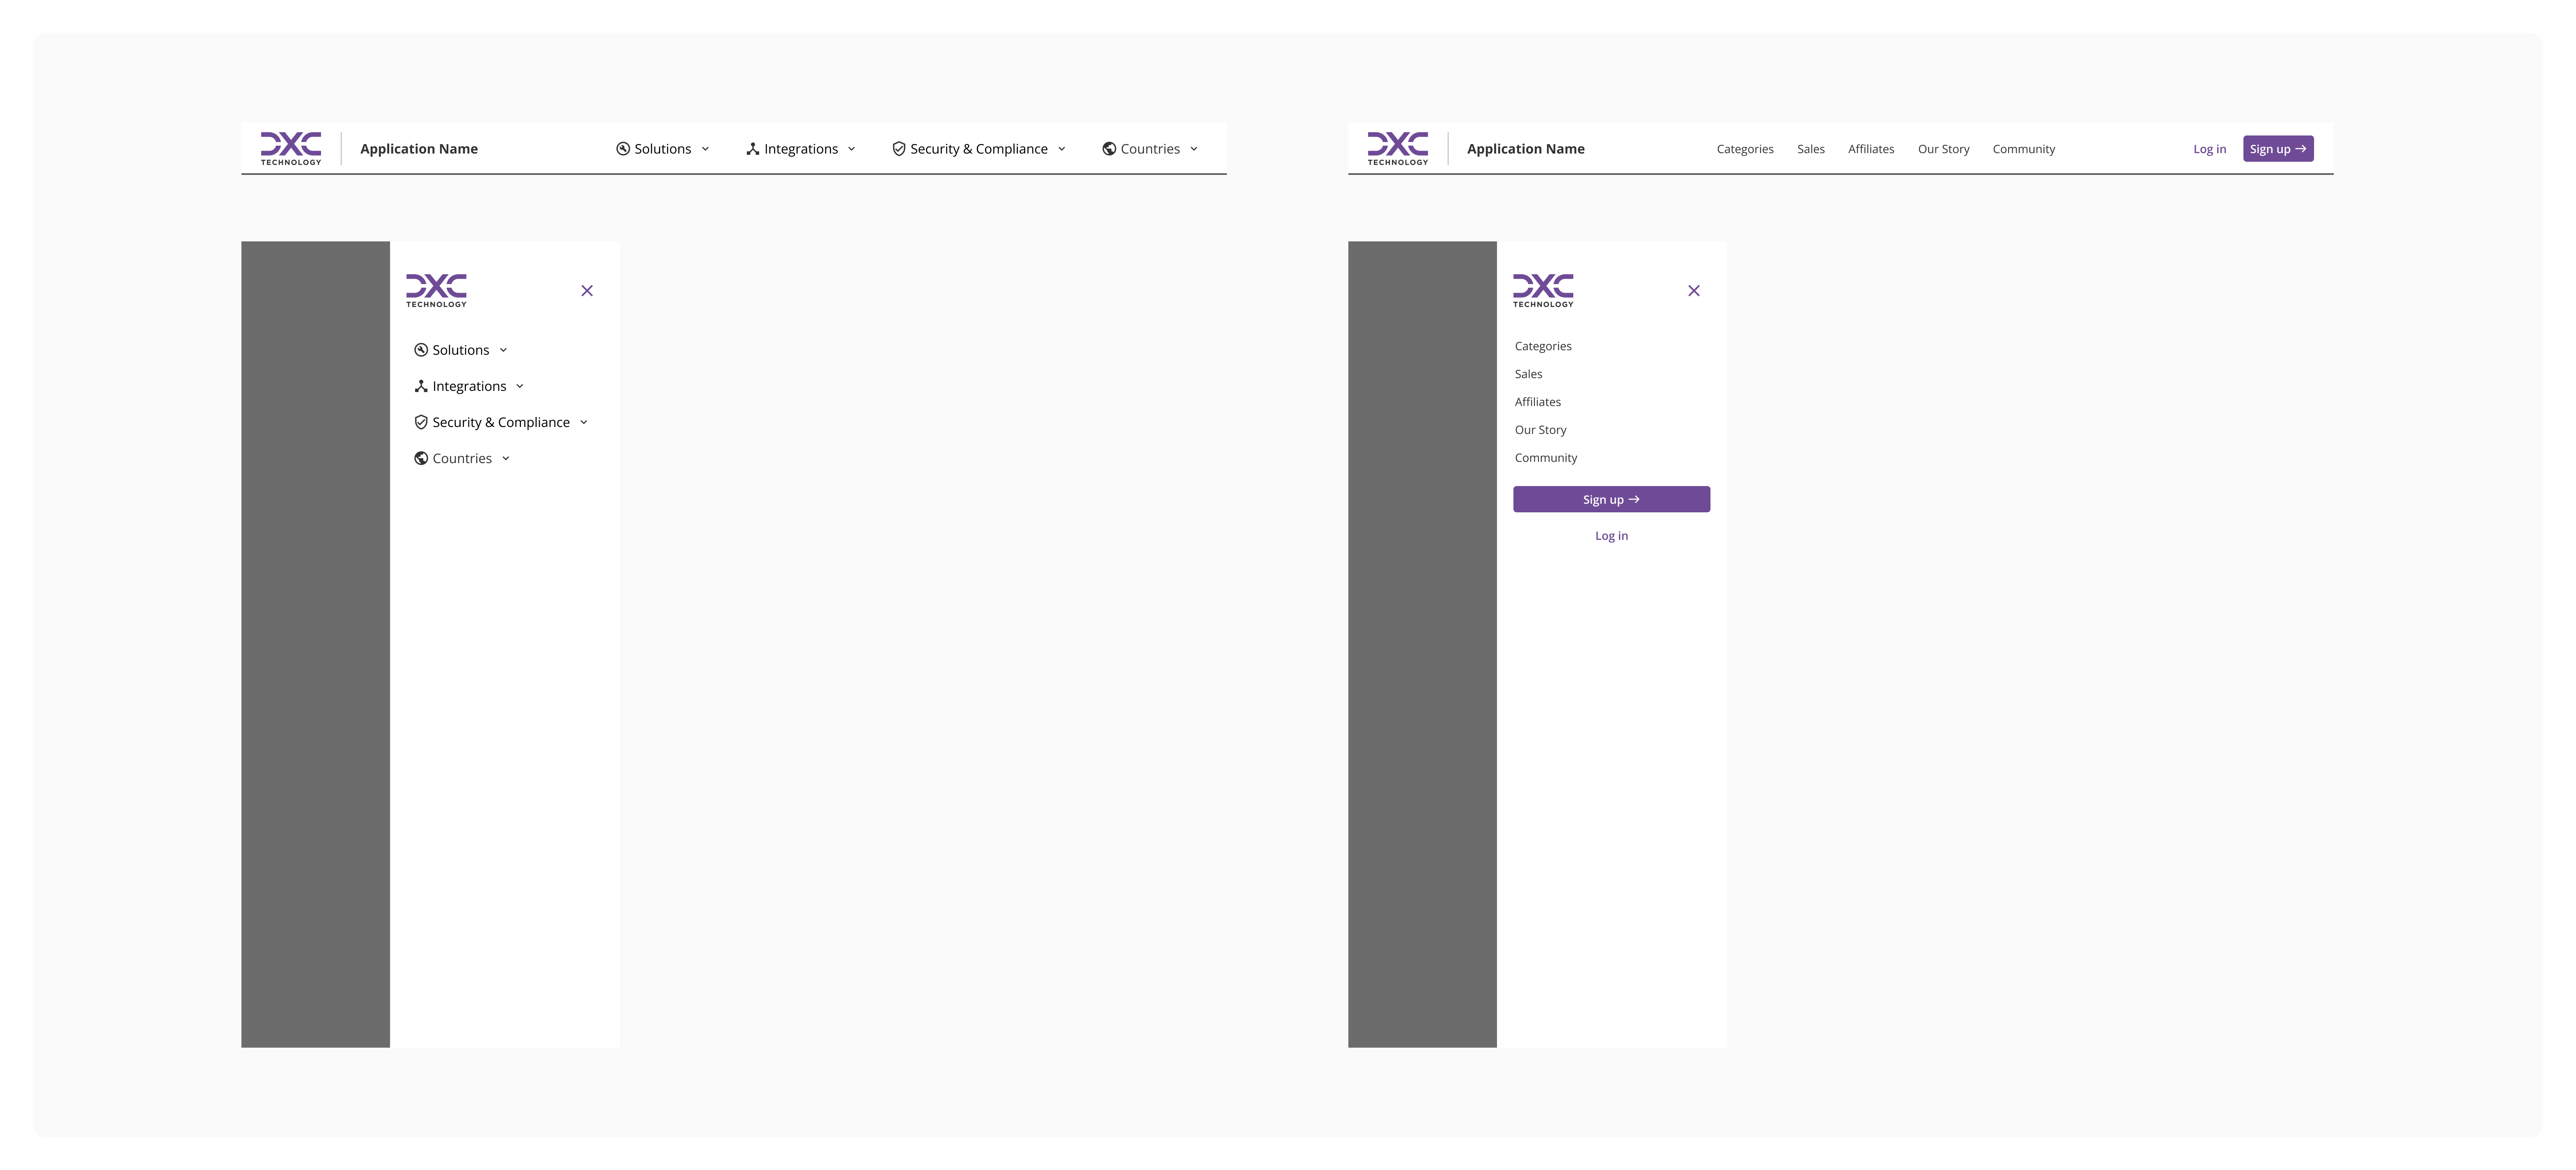 DXC TECHNOLOGY Application Name Solutions Integrations Security & Compliance Countries
DXC TECHNOLOGY Application Name Categories Sales Affiliates Our Story Community Log in Sign up →
DXC
TECHNOLOGY
Solutions
Integrations
Security & Compliance
Countries
DXC
TECHNOLOGY
Categories
Sales
Affiliates
Our Story
Community
Sign up →
Log in